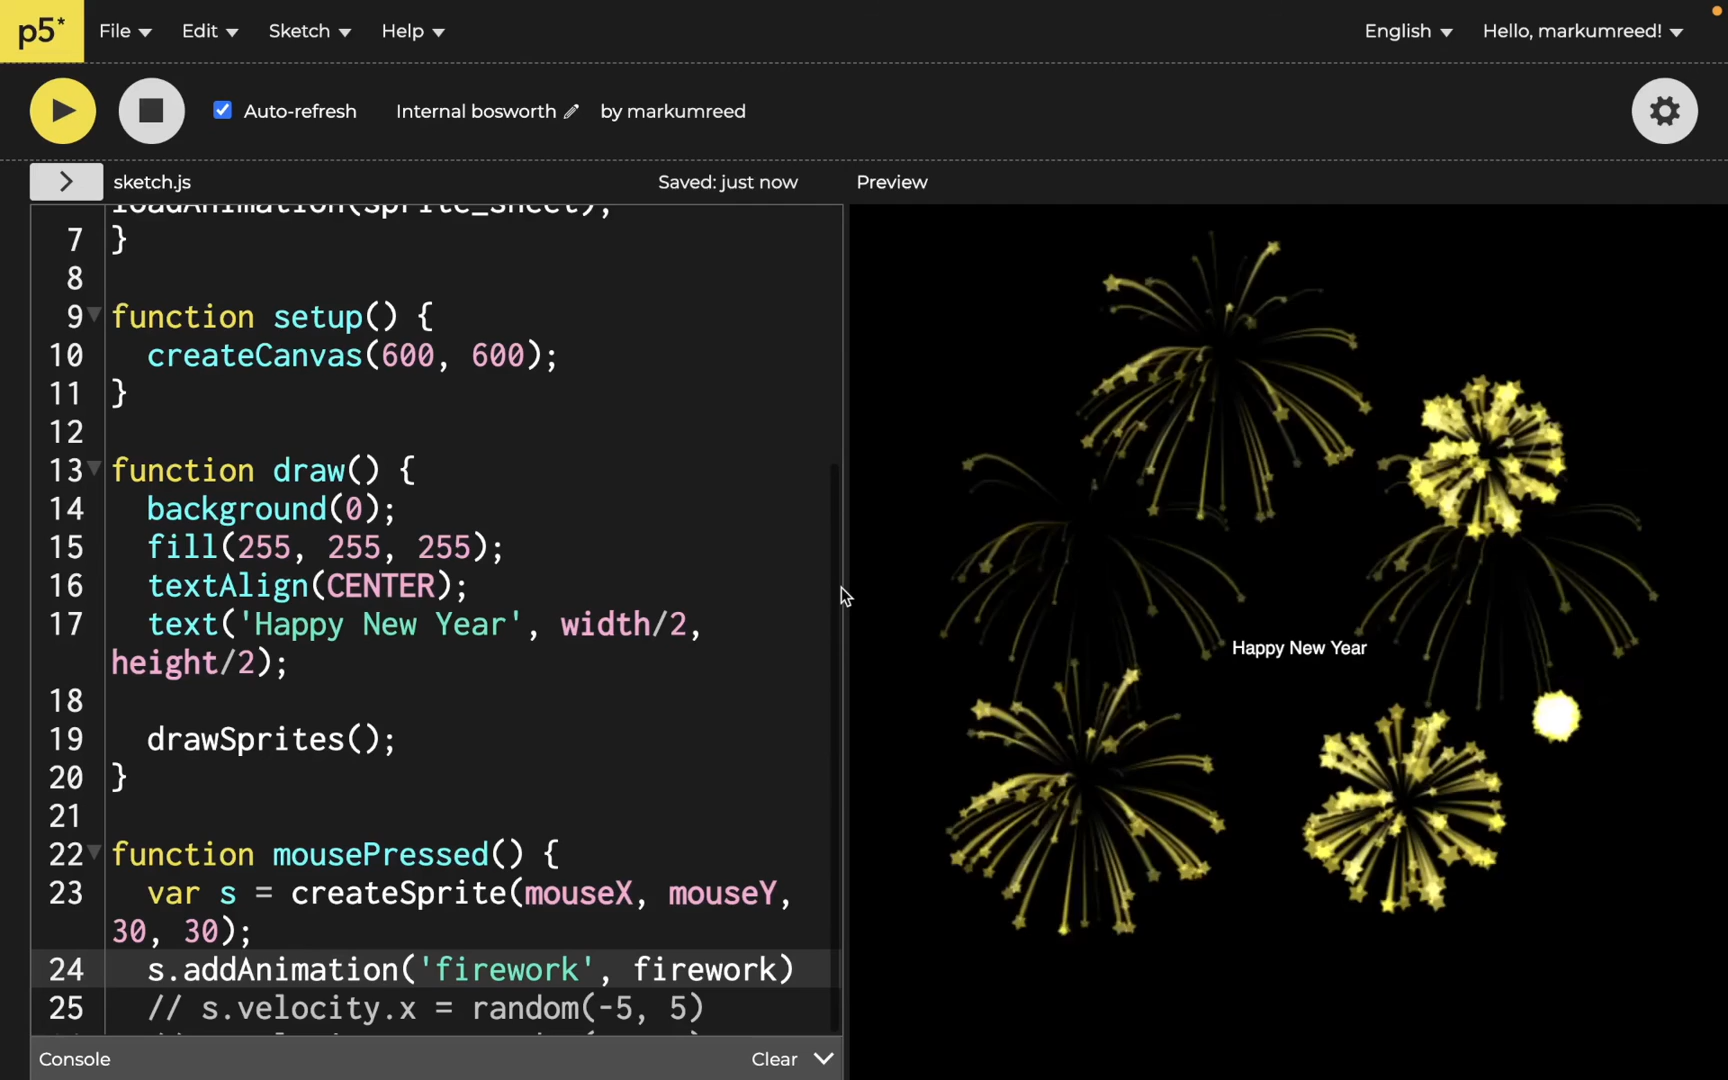 p5* File Edit Sketch Help English Hello, markumreed!
Auto-refresh Internal bosworth by markumreed
> sketch.js Saved: just now Preview
loadAnimation(sprite_sheet);
7 }
8
9 function setup() {
10 createCanvas(600, 600);
11 }
12
13 function draw() {
14 background(0);
15 fill(255, 255, 255);
16 textAlign(CENTER);
17 text('Happy New Year', width/2,
height/2);
18
19 drawSprites();
20 }
21
22 function mousePressed() {
23 var s = createSprite(mouseX, mouseY,
30, 30);
24 s.addAnimation('firework', firework)
25 // s.velocity.x = random(-5, 5)
Console Clear
Happy New Year